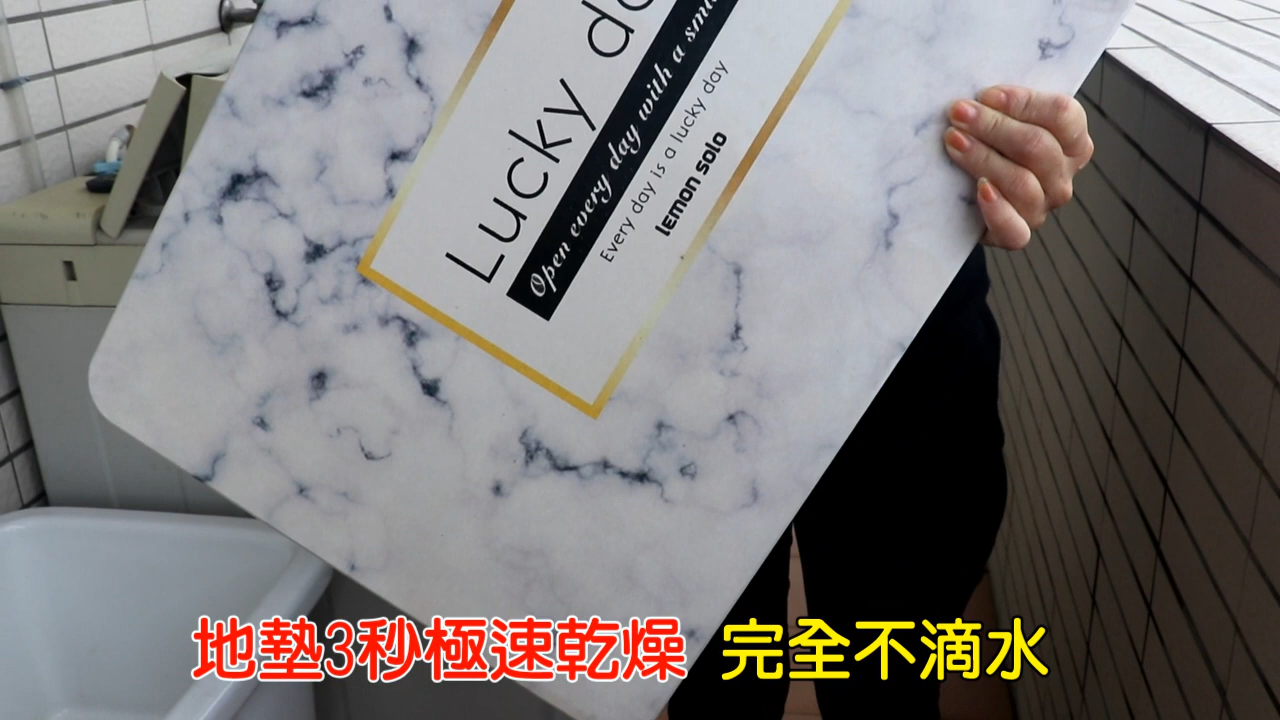 Lucky
Open every day with a
Every day is a lucky day
lemon solo
地墊3秒極速乾燥 完全不滴水